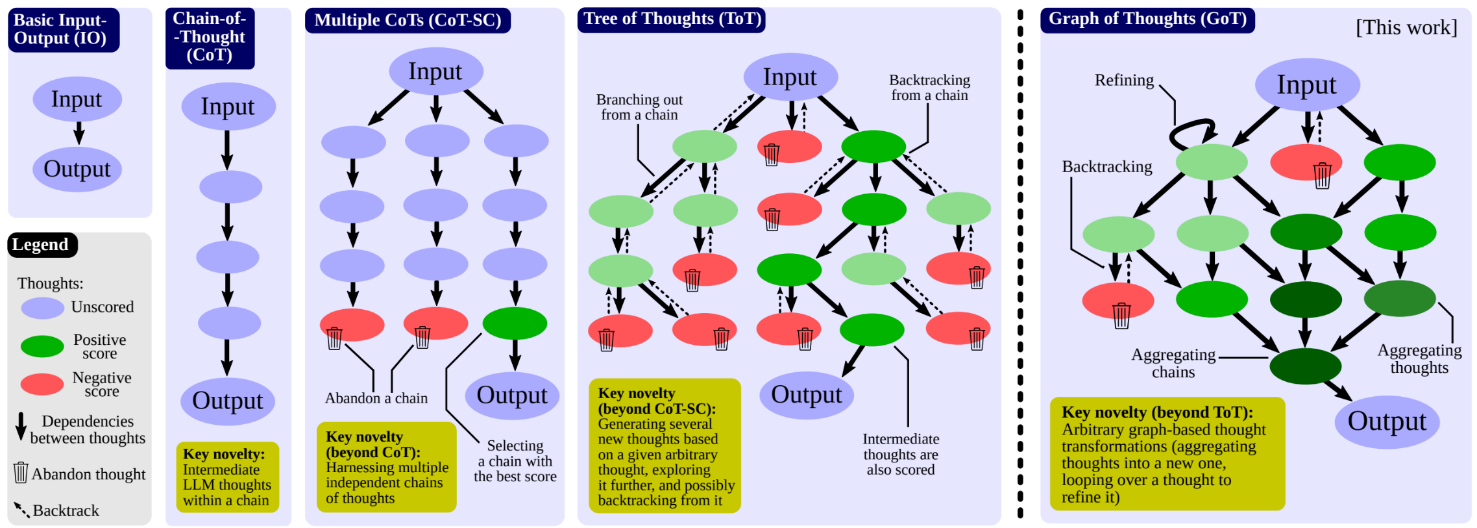 Basic Input-
Output (IO)
Input
Output
Legend
Thoughts:
Unscored
Positive
score
Negative
score
Dependencies
between thoughts
Abandon thought
Backtrack
Chain-of-
-Thought
(CoT)
Input
Output
Key novelty:
Intermediate
LLM thoughts
within a chain
Multiple CoTs (CoT-SC)
Input
Abandon a chain
Output
Key novelty
(beyond CoT):
Harnessing multiple
independent chains
of thoughts
Selecting
a chain with
the best score
Tree of Thoughts (ToT)
Input
Branching out
from a chain
Backtracking
from a chain
Output
Key novelty
(beyond CoT-SC):
Generating several
new thoughts based
on a given arbitrary
thought, exploring
it further, and possibly
backtracking from it
Intermediate
thoughts are
also scored
Graph of Thoughts (GoT)
[This work]
Refining
Input
Backtracking
Aggregating
chains
Aggregating
thoughts
Output
Key novelty (beyond ToT):
Arbitrary graph-based thought
transformations (aggregating
thoughts into a new one,
looping over a thought to
refine it)